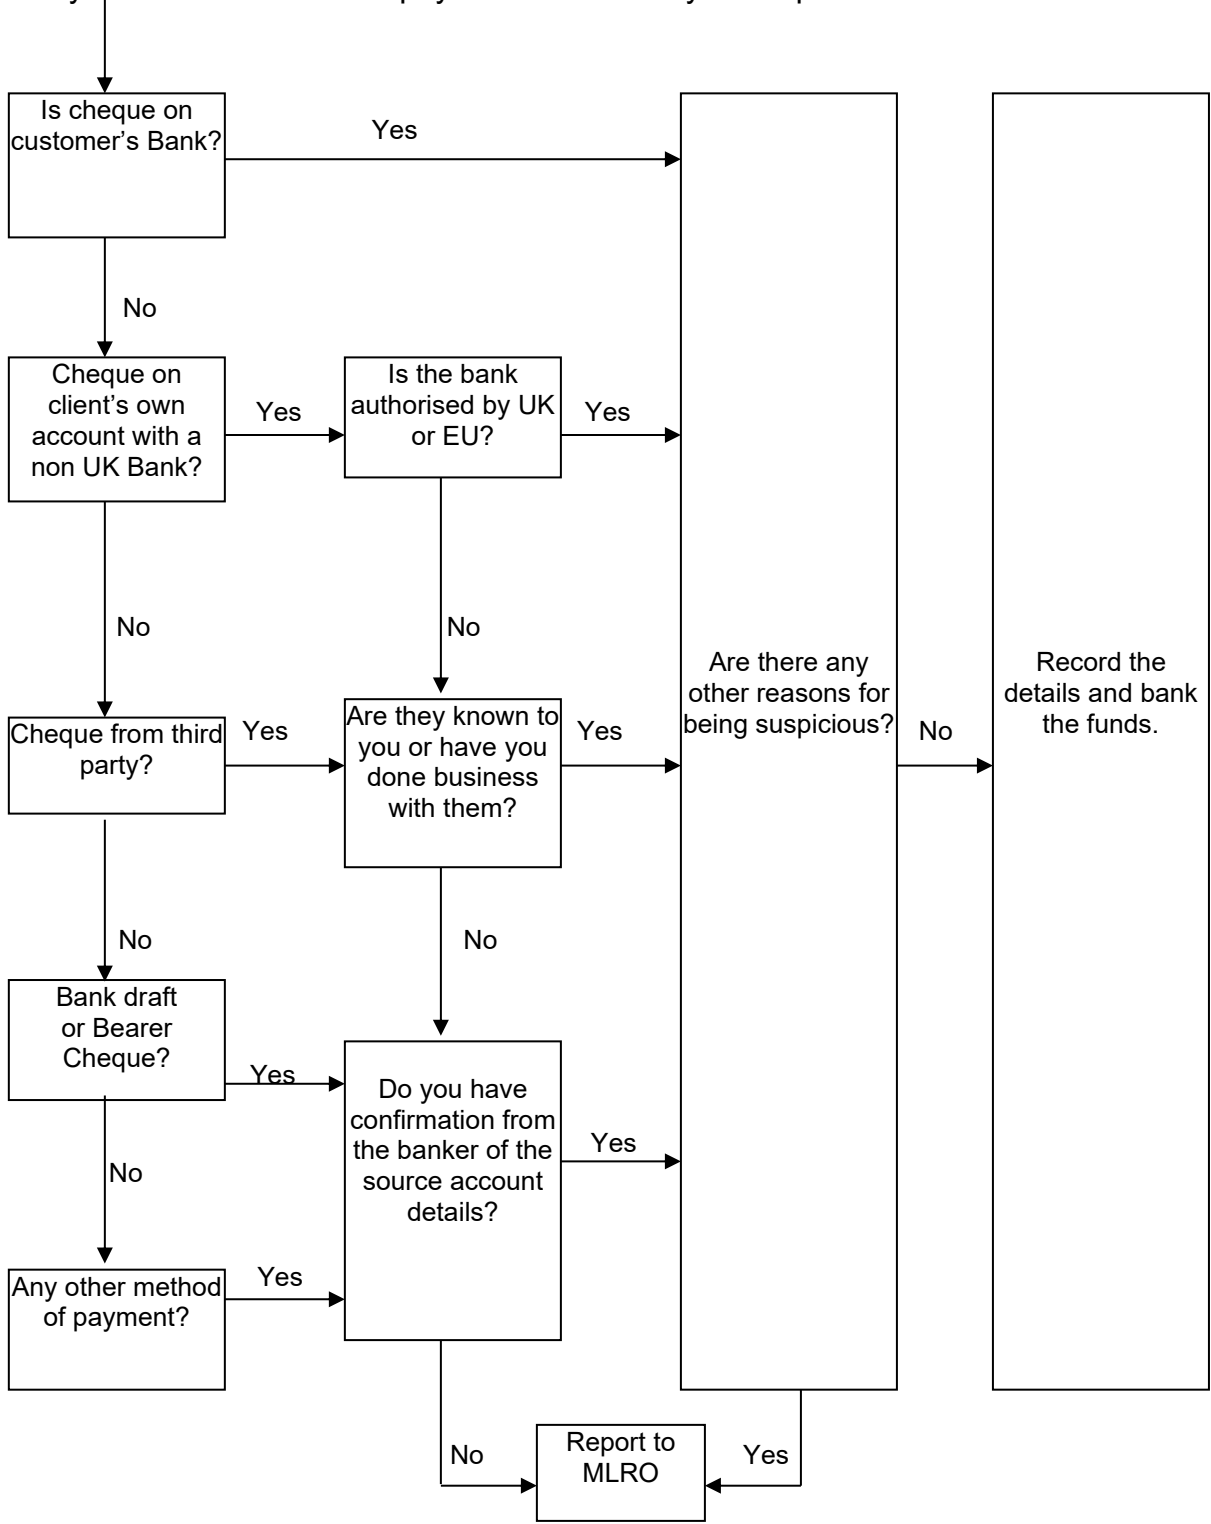 Is cheque on
customer's Bank?
Yes
No
Cheque on
client's own
account with a
non UK Bank?
Yes
Is the bank
authorised by UK
or EU?
Yes
No
No
Cheque from third
party?
Yes
Are they known to
you or have you
done business
with them?
Yes
Are there any
other reasons for
being suspicious?
No
Record the
details and bank
the funds.
No
No
Bank draft
or Bearer
Cheque?
Yes
Do you have
confirmation from
the banker of the
source account
details?
Yes
No
Any other method
of payment?
Yes
No
Report to
MLRO
Yes